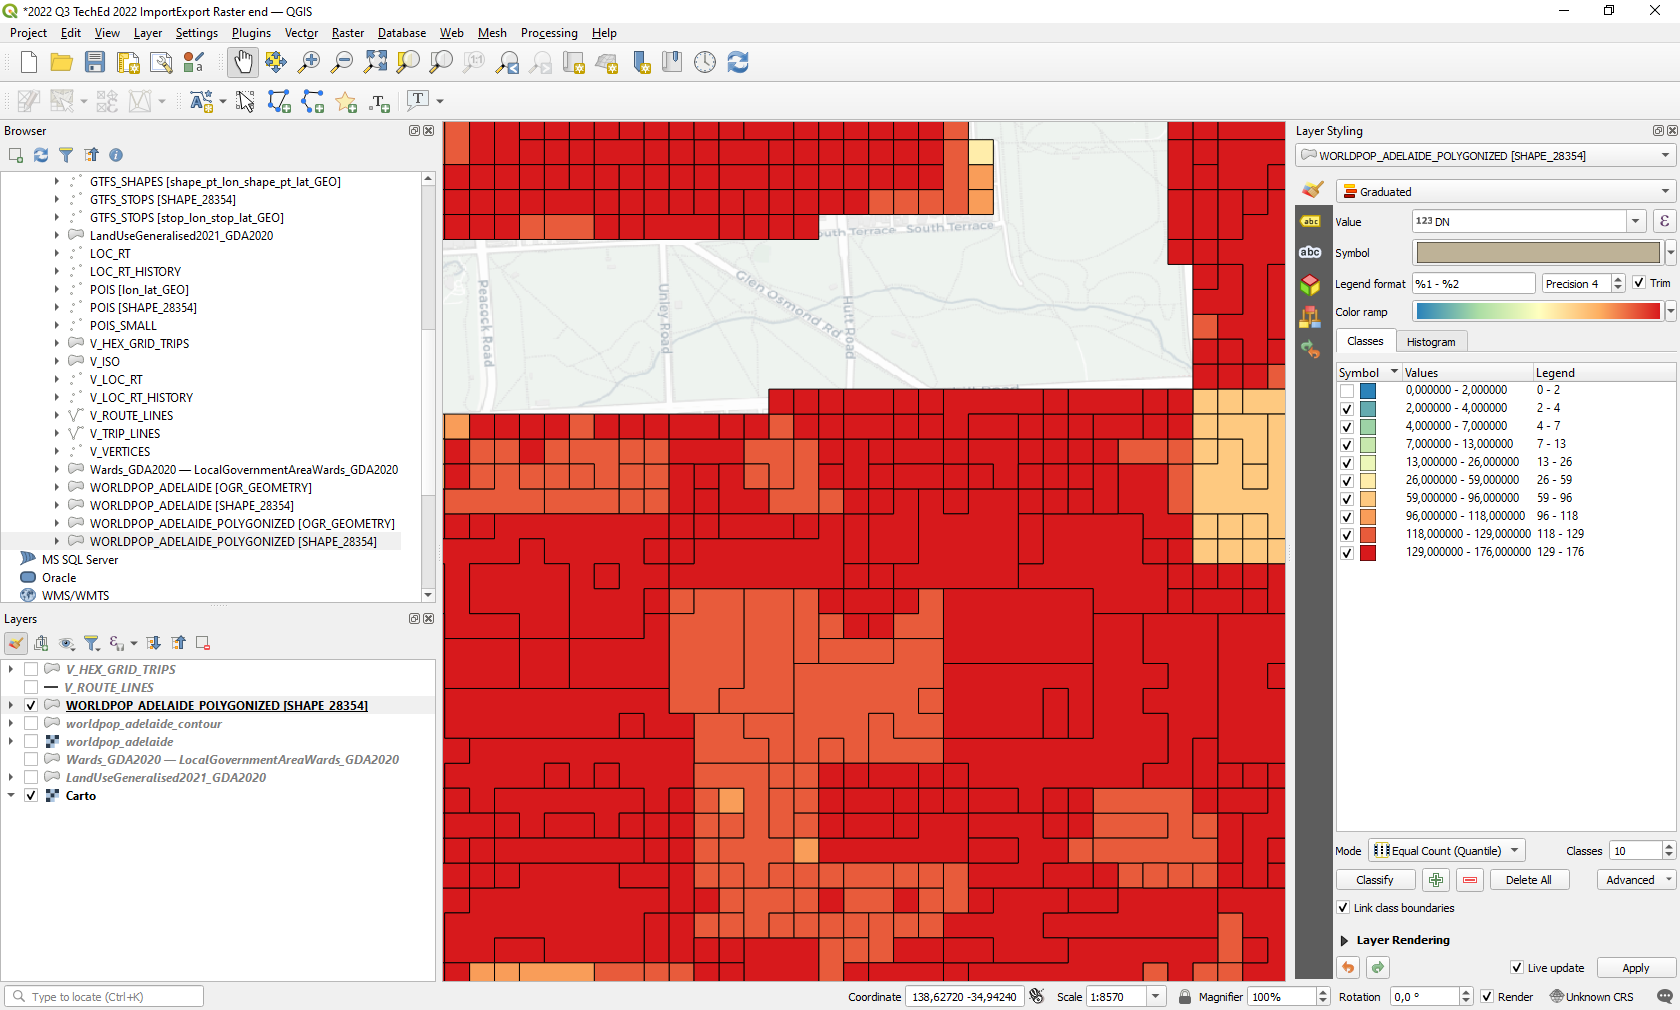 *2022 Q3 TechEd 2022 ImportExport Raster end — QGIS
Project Edit View Layer Settings Plugins Vector Raster Database Web Mesh Processing Help
Browser
GTFS_SHAPES [shape_pt_lon_shape_pt_lat_GEO]
GTFS_STOPS [SHAPE_28354]
GTFS_STOPS [stop_lon_stop_lat_GEO]
LandUseGeneralised2021_GDA2020
LOC_RT
LOC_RT_HISTORY
POIS [lon_lat_GEO]
POIS [SHAPE_28354]
POIS_SMALL
V_HEX_GRID_TRIPS
V_ISO
V_LOC_RT
V_LOC_RT_HISTORY
V_ROUTE_LINES
V_TRIP_LINES
V_VERTICES
Wards_GDA2020 — LocalGovernmentAreaWards_GDA2020
WORLDPOP_ADELAIDE [OGR_GEOMETRY]
WORLDPOP_ADELAIDE [SHAPE_28354]
WORLDPOP_ADELAIDE_POLYGONIZED [OGR_GEOMETRY]
WORLDPOP_ADELAIDE_POLYGONIZED [SHAPE_28354]
MS SQL Server
Oracle
WMS/WMTS
Layers
V_HEX_GRID_TRIPS
V_ROUTE_LINES
WORLDPOP_ADELAIDE_POLYGONIZED [SHAPE_28354]
worldpop_adelaide_contour
worldpop_adelaide
Wards_GDA2020 — LocalGovernmentAreaWards_GDA2020
LandUseGeneralised2021_GDA2020
Carto
South Terrace South Terrace
Peacock Road
Unley Road
Glen Osmond Rd
Hutt Road
Layer Styling
WORLDPOP_ADELAIDE_POLYGONIZED [SHAPE_28354]
Graduated
Value 123 DN ε
Symbol
Legend format %1 - %2 Precision 4 Trim
Color ramp
Classes Histogram
Symbol Values Legend
0,000000 - 2,000000 0 - 2
2,000000 - 4,000000 2 - 4
4,000000 - 7,000000 4 - 7
7,000000 - 13,000000 7 - 13
13,000000 - 26,000000 13 - 26
26,000000 - 59,000000 26 - 59
59,000000 - 96,000000 59 - 96
96,000000 - 118,000000 96 - 118
118,000000 - 129,000000 118 - 129
129,000000 - 176,000000 129 - 176
Mode Equal Count (Quantile) Classes 10
Classify Delete All Advanced
Link class boundaries
Layer Rendering
Live update Apply
Type to locate (Ctrl+K) Coordinate 138,62720 -34,94240 Scale 1:8570 Magnifier 100% Rotation 0,0 ° Render Unknown CRS